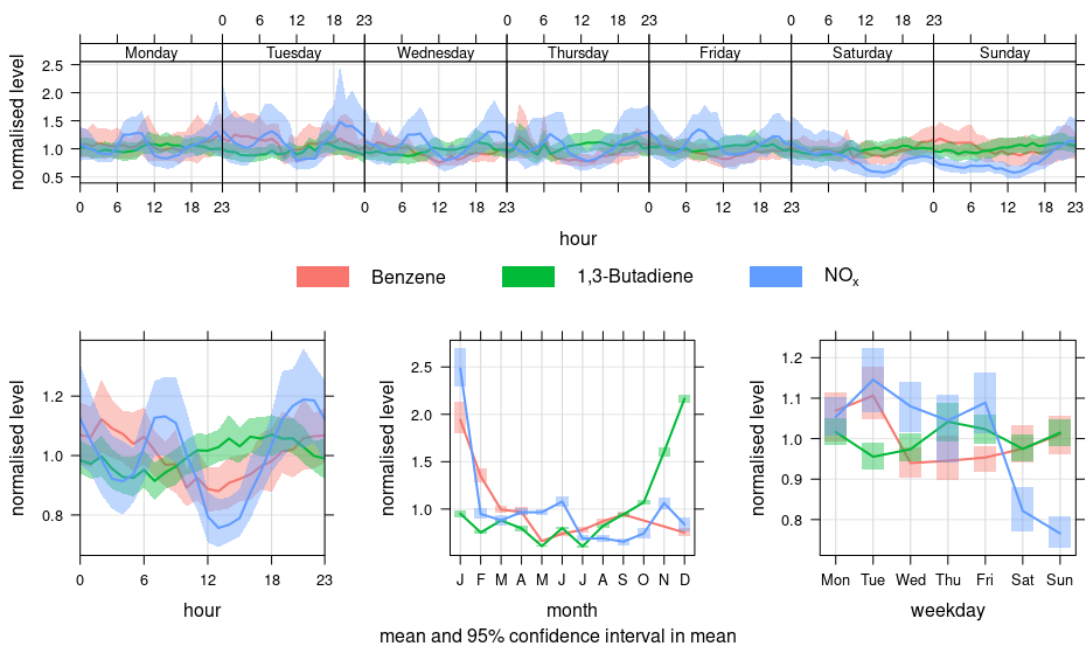 0 6 12 18 23 0 6 12 18 23 0 6 12 18 23
Monday Tuesday Wednesday Thursday Friday Saturday Sunday
normalised level
2.5
2.0
1.5
1.0
0.5
0 6 12 18 23 0 6 12 18 23 0 6 12 18 23 0 6 12 18 23
hour
Benzene 1,3-Butadiene NOx
normalised level
1.2
1.0
0.8
0 6 12 18 23
hour
normalised level
2.5
2.0
1.5
1.0
J F M A M J J A S O N D
month
normalised level
1.2
1.1
1.0
0.9
0.8
Mon Tue Wed Thu Fri Sat Sun
weekday
mean and 95% confidence interval in mean